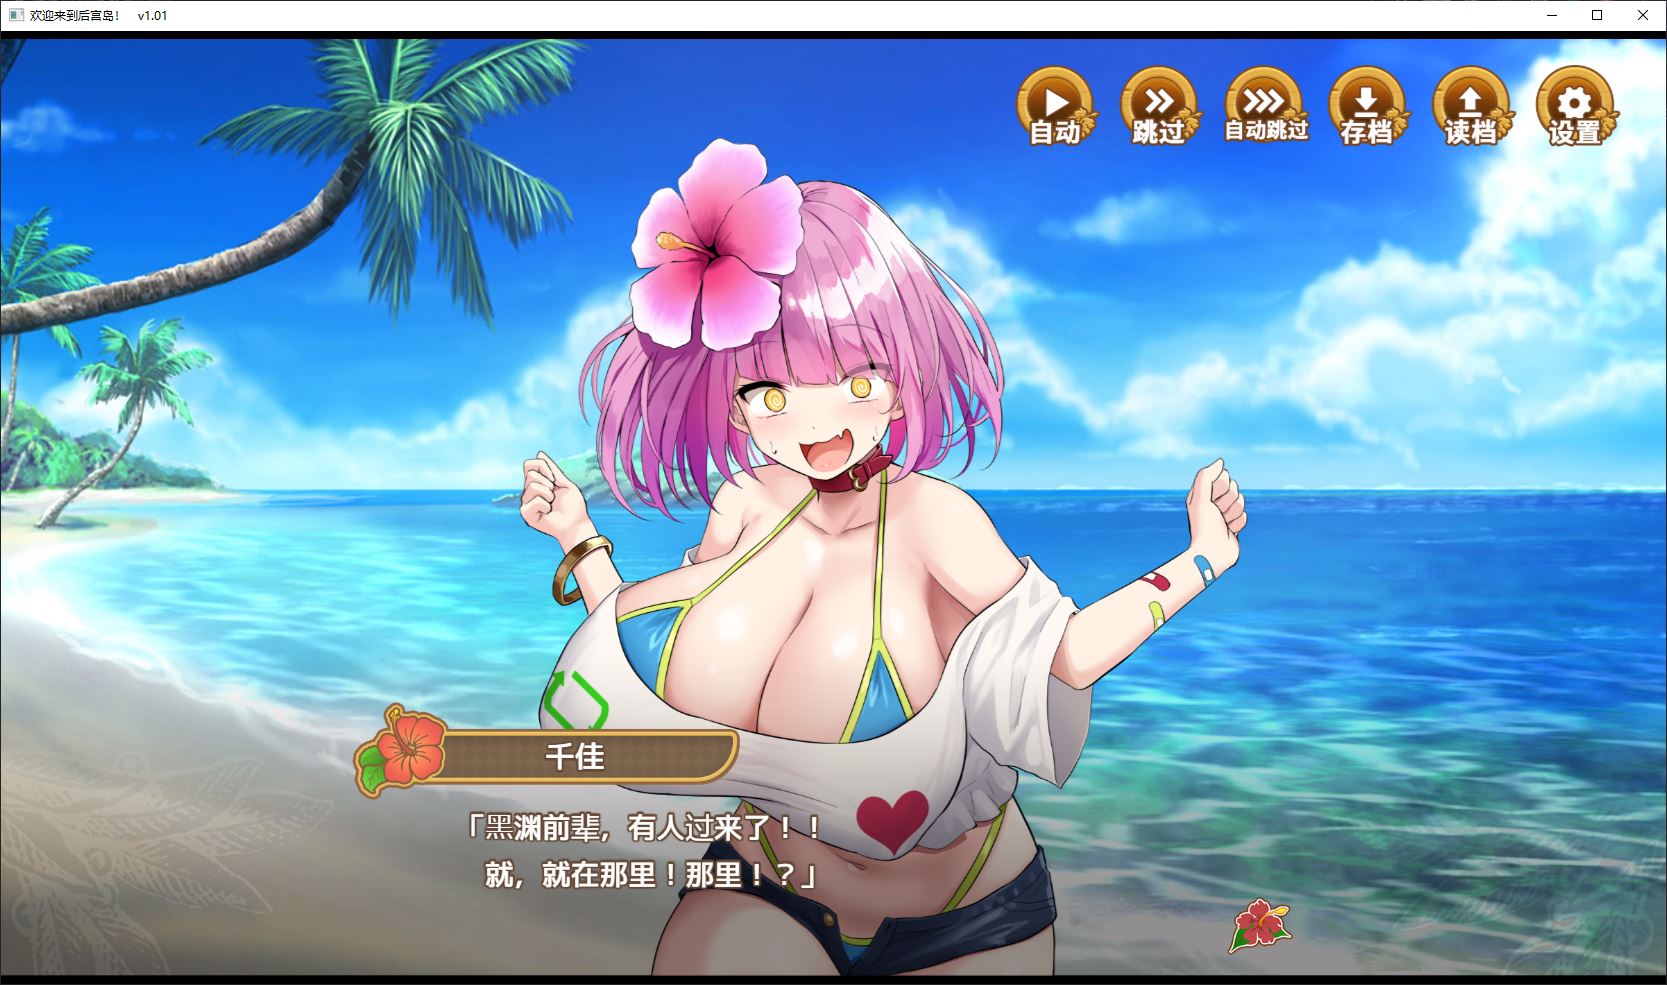 欢迎来到后宫岛！ v1.01
自动 跳过 自动跳过 存档 读档 设置
千佳
「黑渊前辈，有人过来了！！
就，就在那里！那里！？」